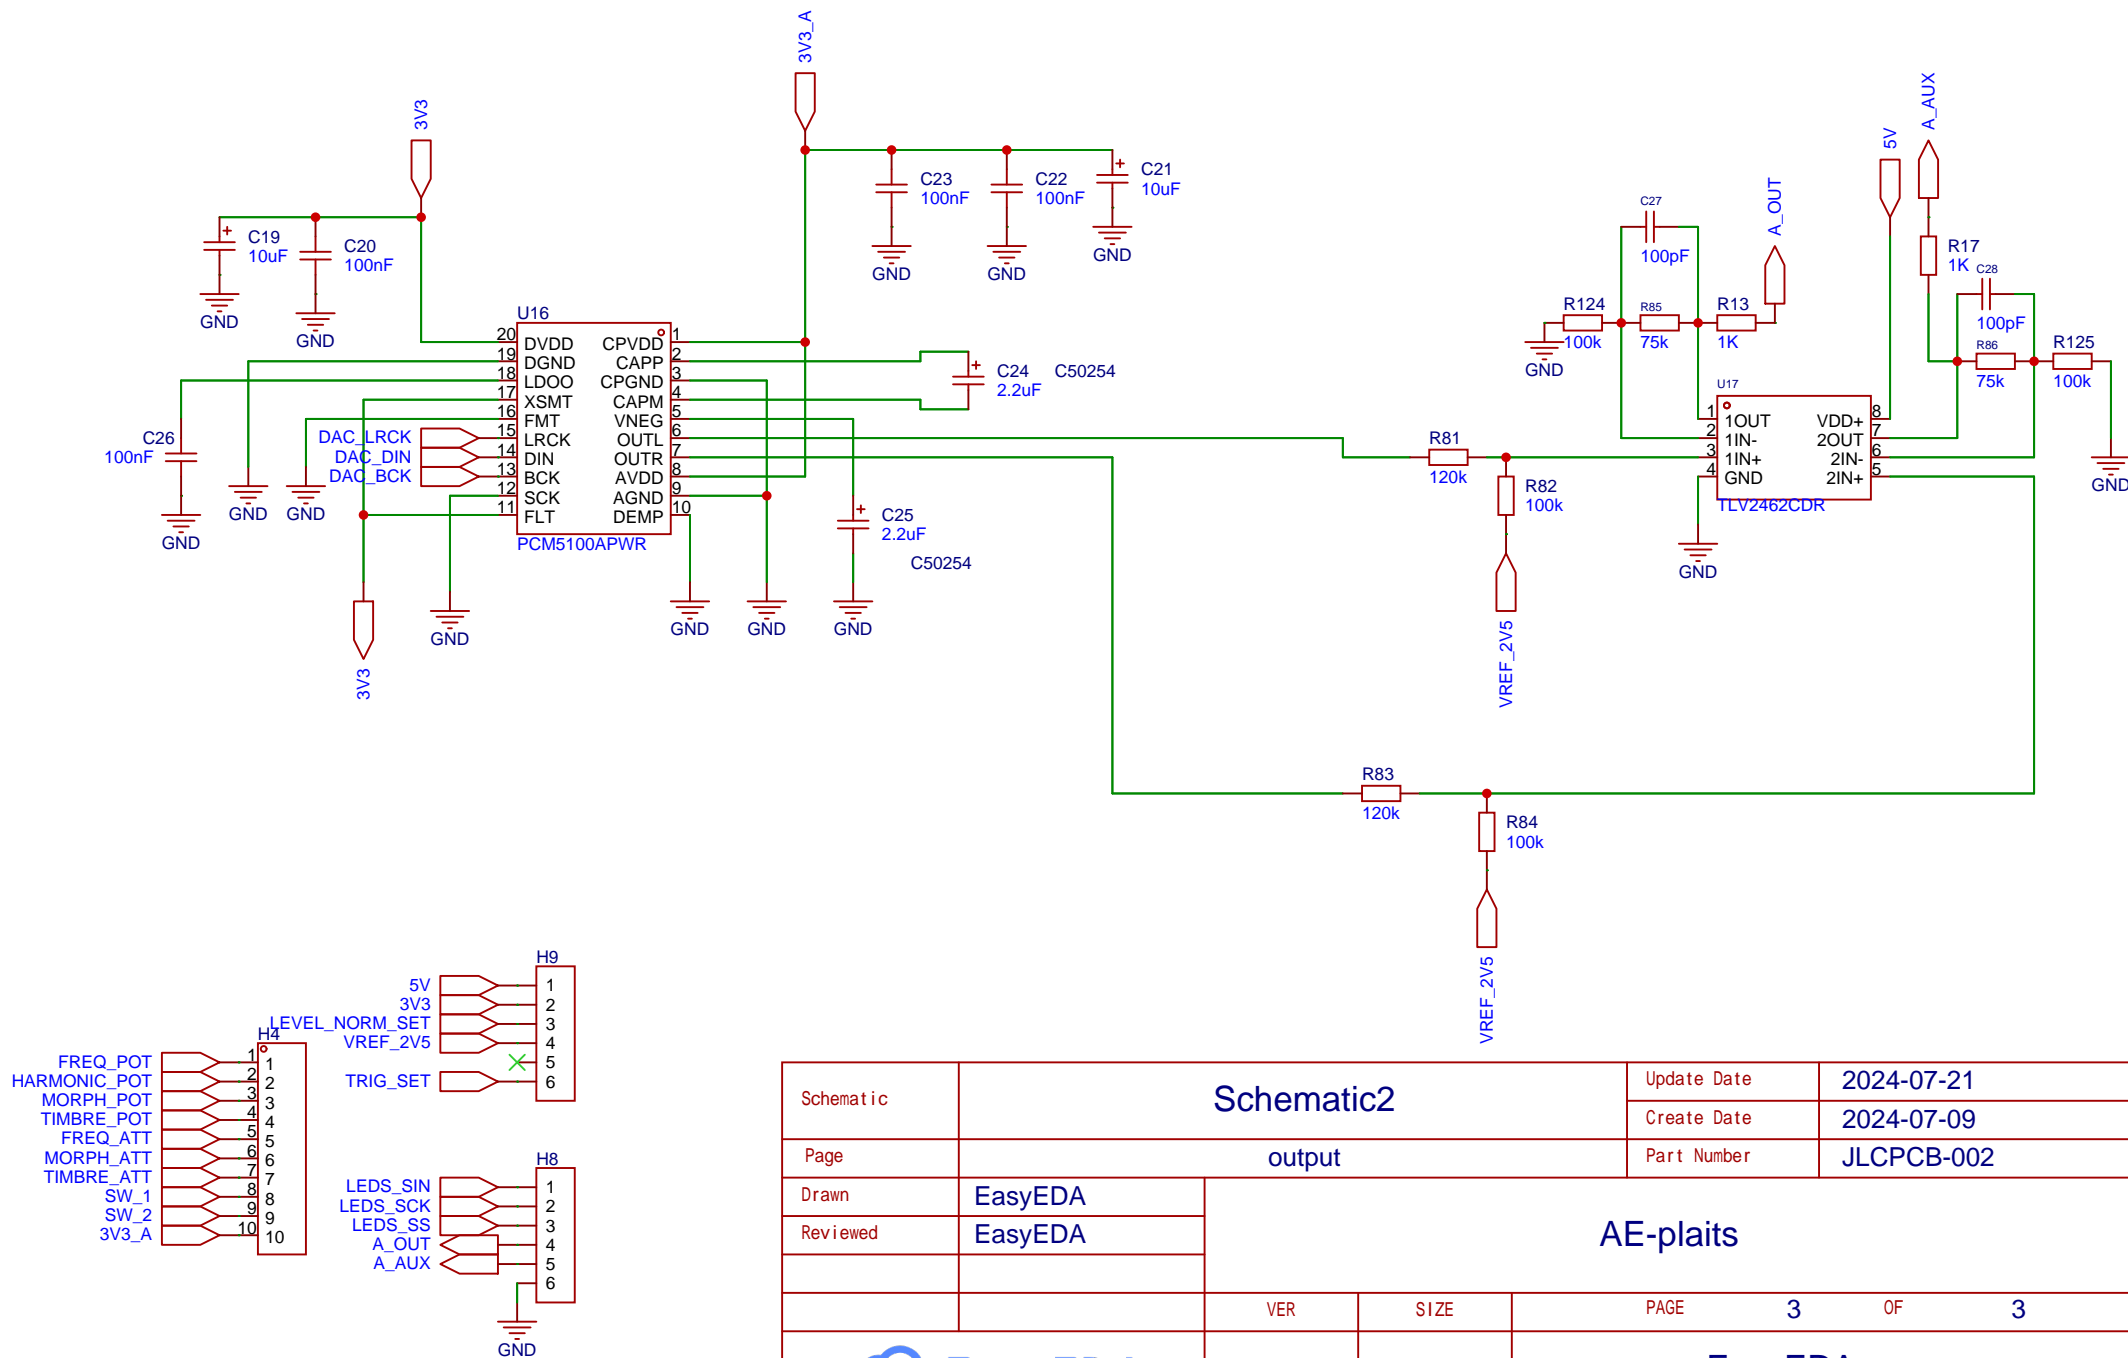 3V3_A
3V3
C19
10uF
GND
C20
100nF
GND
C23
100nF
GND
C22
100nF
GND
C21
10uF
GND
U16
20 DVDD CPVDD 1
19 DGND CAPP 2
18 LDOO CPGND 3
17 XSMT CAPM 4
16 FMT VNEG 5
15 LRCK OUTL 6
14 DIN OUTR 7
13 BCK AVDD 8
12 SCK AGND 9
11 FLT DEMP 10
PCM5100APWR
DAC_LRCK
DAC_DIN
DAC_BCK
C26
100nF
GND
GND
GND
3V3
GND
GND
GND
GND
C24
2.2uF
C50254
C25
2.2uF
C50254
R81
120k
R82
100k
VREF_2V5
R83
120k
R84
100k
VREF_2V5
C27
100pF
R124
100k
GND
R85
75k
R13
1K
A_OUT
5V
A_AUX
R17
1K
C28
100pF
R86
75k
R125
100k
GND
U17
1 1OUT VDD+ 8
2 1IN- 2OUT 7
3 1IN+ 2IN- 6
4 GND 2IN+ 5
TLV2462CDR
GND
H9
5V 1
3V3 2
LEVEL_NORM_SET 3
VREF_2V5 4
5
TRIG_SET 6
H4
FREQ_POT 1 1
HARMONIC_POT 2 2
MORPH_POT 3 3
TIMBRE_POT 4 4
FREQ_ATT 5 5
MORPH_ATT 6 6
TIMBRE_ATT 7 7
SW_1 8 8
SW_2 9 9
3V3_A 10 10
H8
LEDS_SIN 1
LEDS_SCK 2
LEDS_SS 3
A_OUT 4
A_AUX 5
6
GND
Schematic Schematic2 Update Date 2024-07-21
Create Date 2024-07-09
Page output Part Number JLCPCB-002
Drawn EasyEDA
Reviewed EasyEDA
AE-plaits
VER SIZE PAGE 3 OF 3